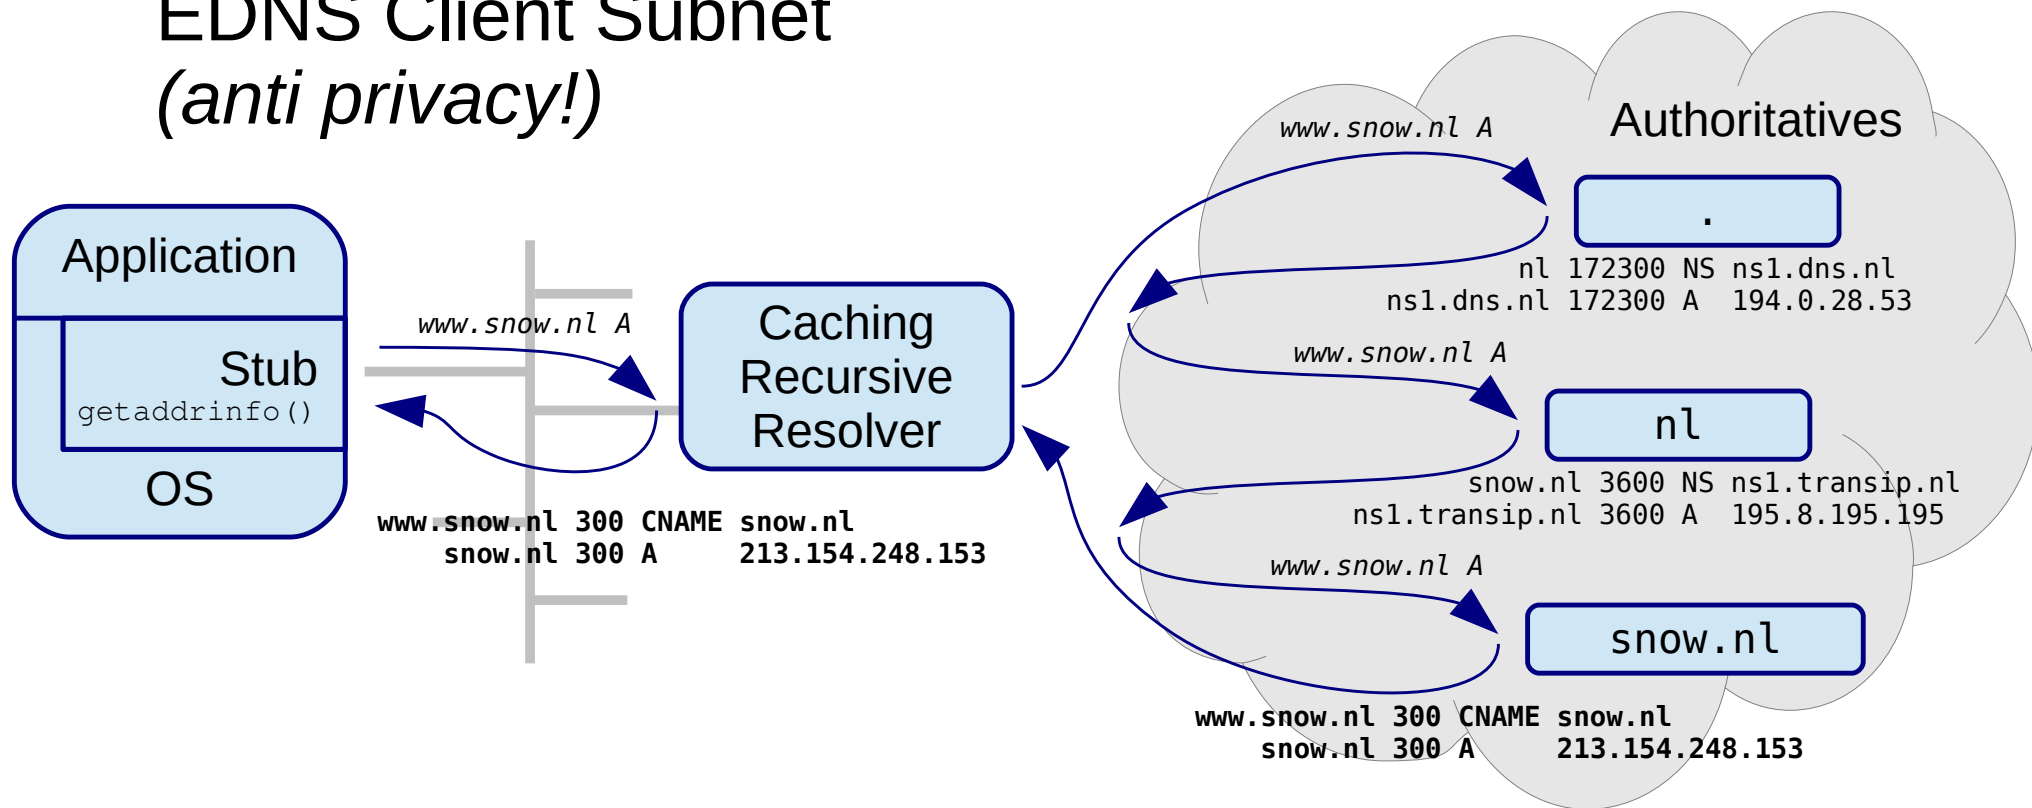 EDNS Client Subnet
(anti privacy!)
Application
Stub
getaddrinfo()
OS
www.snow.nl A
www.snow.nl 300 CNAME snow.nl
snow.nl 300 A 213.154.248.153
Caching
Recursive
Resolver
Authoritatives
www.snow.nl A
.
nl 172300 NS ns1.dns.nl
ns1.dns.nl 172300 A 194.0.28.53
www.snow.nl A
nl
snow.nl 3600 NS ns1.transip.nl
ns1.transip.nl 3600 A 195.8.195.195
www.snow.nl A
snow.nl
www.snow.nl 300 CNAME snow.nl
snow.nl 300 A 213.154.248.153